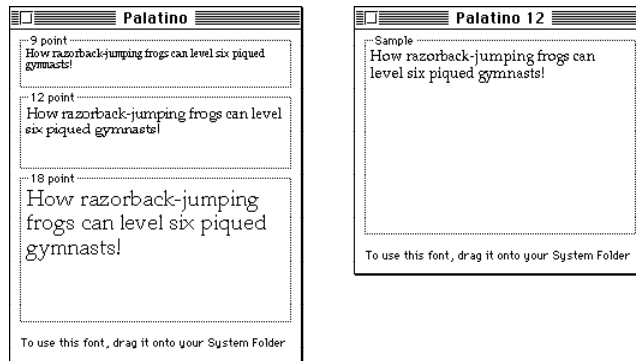 Palatino
9 point
How razorback-jumping frogs can level six piqued
gymnasts!
12 point
How razorback-jumping frogs can level
six piqued gymnasts!
18 point
How razorback-jumping
frogs can level six piqued
gymnasts!
To use this font, drag it onto your System Folder
Palatino 12
Sample
How razorback-jumping frogs can
level six piqued gymnasts!
To use this font, drag it onto your System Folder